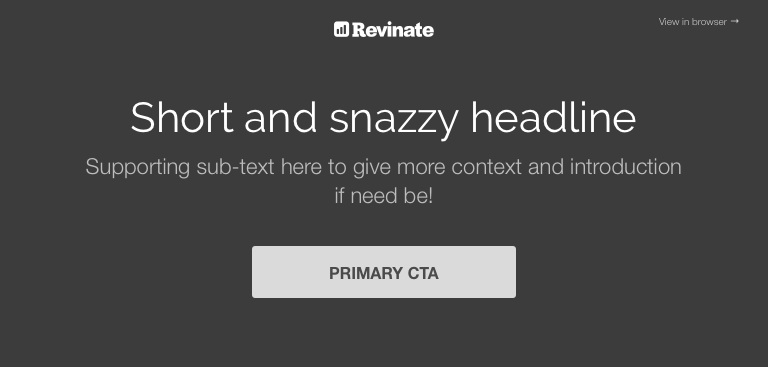 Revinate
View in browser →
Short and snazzy headline
Supporting sub-text here to give more context and introduction
if need be!
PRIMARY CTA